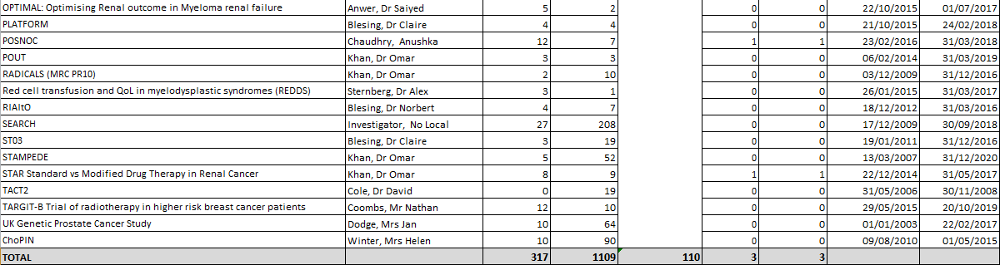 OPTIMAL: Optimising Renal outcome in Myeloma renal failure Anwer, Dr Saiyed 5 2 0 0 22/10/2015 01/07/2017
PLATFORM Blesing, Dr Claire 4 4 0 0 21/10/2015 24/02/2018
POSNOC Chaudhry, Anushka 12 7 1 1 23/02/2016 31/03/2018
POUT Khan, Dr Omar 3 3 0 0 06/02/2014 31/03/2019
RADICALS (MRC PR10) Khan, Dr Omar 2 10 0 0 03/12/2009 31/12/2016
Red cell transfusion and QoL in myelodysplastic syndromes (REDDS) Sternberg, Dr Alex 3 1 0 0 26/01/2015 31/03/2017
RIAltO Blesing, Dr Norbert 4 7 0 0 18/12/2012 31/03/2016
SEARCH Investigator, No Local 27 208 0 0 17/12/2009 30/09/2018
ST03 Blesing, Dr Claire 3 19 0 0 19/01/2011 31/12/2016
STAMPEDE Khan, Dr Omar 5 52 0 0 13/03/2007 31/12/2020
STAR Standard vs Modified Drug Therapy in Renal Cancer Khan, Dr Omar 8 9 1 1 22/12/2014 31/05/2017
TACT2 Cole, Dr David 0 19 0 0 31/05/2006 30/11/2008
TARGIT-B Trial of radiotherapy in higher risk breast cancer patients Coombs, Mr Nathan 12 10 0 0 29/05/2015 20/10/2019
UK Genetic Prostate Cancer Study Dodge, Mrs Jan 10 64 0 0 01/01/2003 22/02/2017
ChoPIN Winter, Mrs Helen 10 90 0 0 09/08/2010 01/05/2015
TOTAL 317 1109 110 3 3